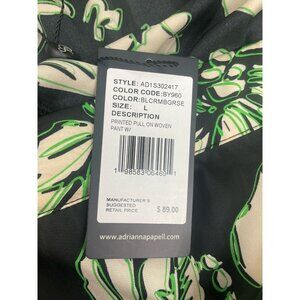 STYLE: AD1S302417
COLOR CODE: BY960
COLOR: BLCRMBGRSE
SIZE: L
DESCRIPTION
PRINTED PULL ON WOVEN
PANT W/
MANUFACTURER'S
SUGGESTED
RETAIL PRICE
$ 89.00
www.adriannapapell.com